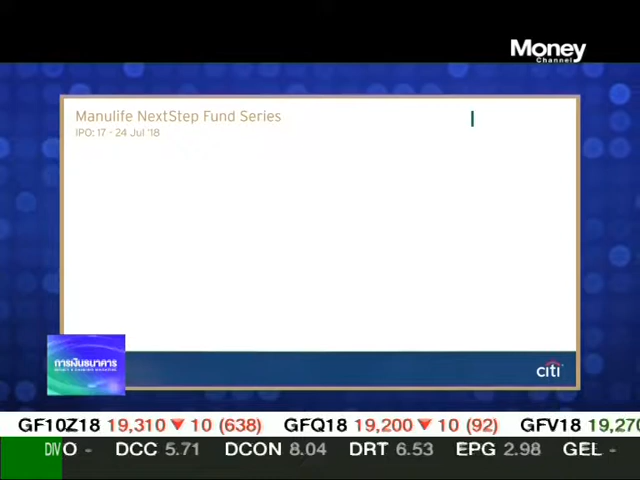 Money
Channel
Manulife NextStep Fund Series
IPO: 17 - 24 Jul '18
การเงินธนาคาร
citi
GF10Z18 19,310 ▼ 10 (638) GFQ18 19,200 ▼ 10 (92) GFV18 19,270
DIVO - DCC 5.71 DCON 8.04 DRT 6.53 EPG 2.98 GEL -